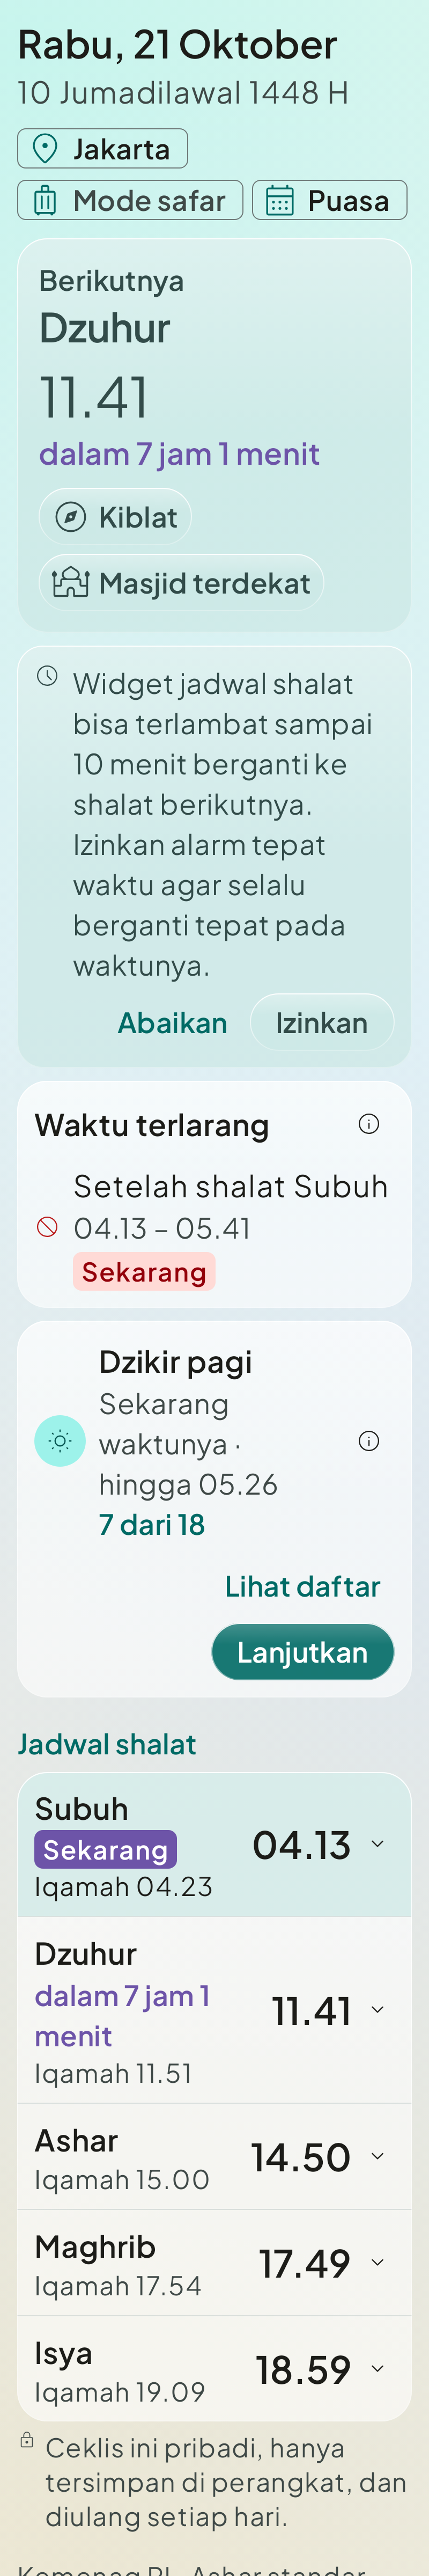 Rabu, 21 Oktober
10 Jumadilawal 1448 H
Jakarta
Mode safar
Puasa
Berikutnya
Dzuhur
11.41
dalam 7 jam 1 menit
Kiblat
Masjid terdekat
Widget jadwal shalat
bisa terlambat sampai
10 menit berganti ke
shalat berikutnya.
Izinkan alarm tepat
waktu agar selalu
berganti tepat pada
waktunya.
Abaikan
Izinkan
Waktu terlarang
Setelah shalat Subuh
04.13 – 05.41
Sekarang
Dzikir pagi
Sekarang
waktunya ·
hingga 05.26
7 dari 18
Lihat daftar
Lanjutkan
Jadwal shalat
Subuh
Sekarang
Iqamah 04.23
04.13
Dzuhur
dalam 7 jam 1
menit
Iqamah 11.51
11.41
Ashar
Iqamah 15.00
14.50
Maghrib
Iqamah 17.54
17.49
Isya
Iqamah 19.09
18.59
Ceklis ini pribadi, hanya
tersimpan di perangkat, dan
diulang setiap hari.